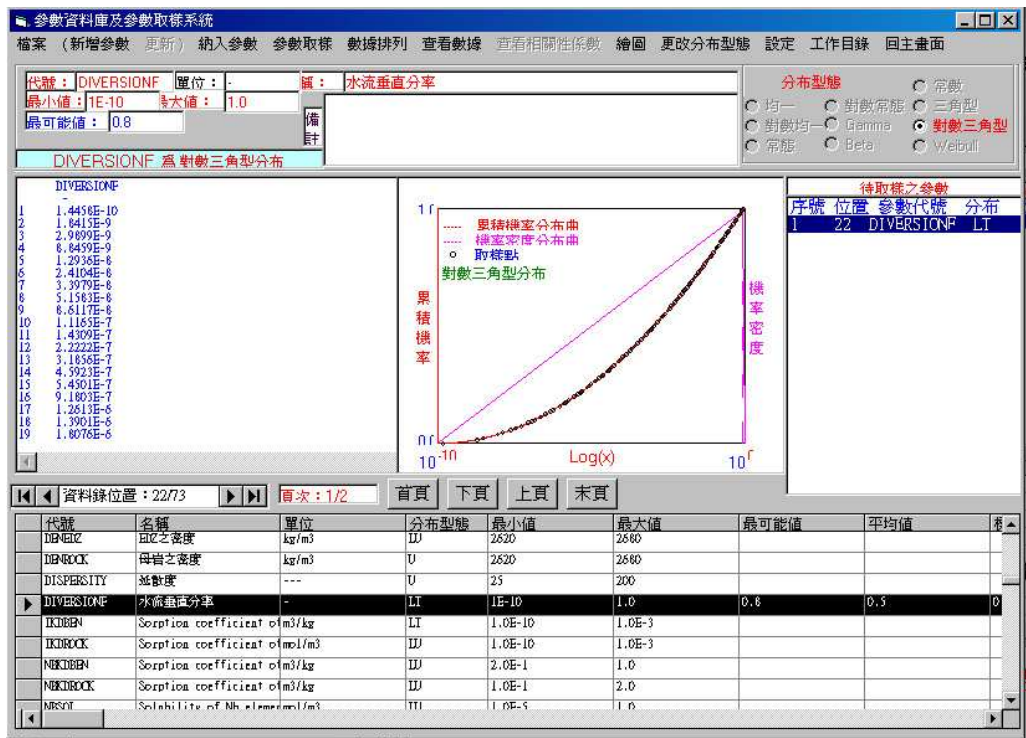 參數資料庫及參數取樣系統
檔案 (新增參數 更新) 納入參數 參數取樣 數據排列 查看數據 查看相關性係數 繪圖 更改分布型態 設定 工作目錄 回主畫面
代號： DIVERSIONF 單位： - 水流垂直分率
最小值： 1E-10 最大值： 1.0
最可能值： 0.8
備註
DIVERSIONF 為 對數三角型分布
分布型態 常數
均一 對數常態 三角型
對數均一 Gamma 對數三角型
常態 Beta Weibull
DIVERSIONF
-
1 1.4458E-10
2 1.8415E-9
3 2.9899E-9
4 8.8459E-9
5 1.2936E-8
6 2.4104E-8
7 3.3979E-8
8 5.1583E-8
9 8.6117E-8
10 1.1165E-7
11 1.4309E-7
12 2.2222E-7
13 3.1856E-7
14 4.5923E-7
15 5.4501E-7
16 9.1803E-7
17 1.2613E-6
18 1.3901E-6
19 1.8076E-6
累積機率分布曲
機率密度分布曲
取樣點
對數三角型分布
累積機率
機率密度
10-10 Log(x)
待取樣之參數
序號 位置 參數代號 分布
1 22 DIVERSIONF LT
資料錄位置：22/73 頁次：1/2 首頁 下頁 上頁 末頁
代號 名稱 單位 分布型態 最小值 最大值 最可能值 平均值
DENEDZ EDZ之密度 kg/m3 LU 2620 2680
DENROCK 母岩之密度 kg/m3 U 2620 2680
DISPERSITY 延散度 --- U 25 200
DIVERSIONF 水流垂直分率 - LT 1E-10 1.0 0.8 0.5 0
IKDBEN Sorption coefficient of m3/kg LT 1.0E-10 1.0E-3
IKDROCK Sorption coefficient of mol/m3 LU 1.0E-10 1.0E-3
NBKDBEN Sorption coefficient of m3/kg LU 2.0E-1 1.0
NBKDROCK Sorption coefficient of m3/kg LU 1.0E-1 2.0
NBSOL Solubility of Nb elemen mol/m3 LU 1.0E-5 1.0